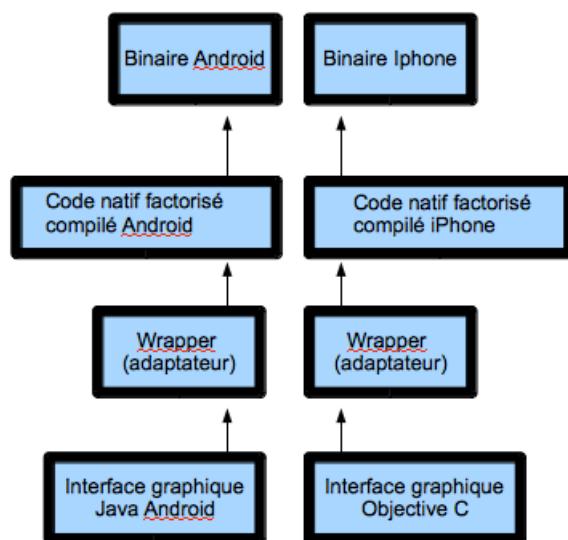 Binaire Android
Binaire Iphone
Code natif factorisé
compilé Android
Code natif factorisé
compilé iPhone
Wrapper
(adaptateur)
Wrapper
(adaptateur)
Interface graphique
Java Android
Interface graphique
Objective C